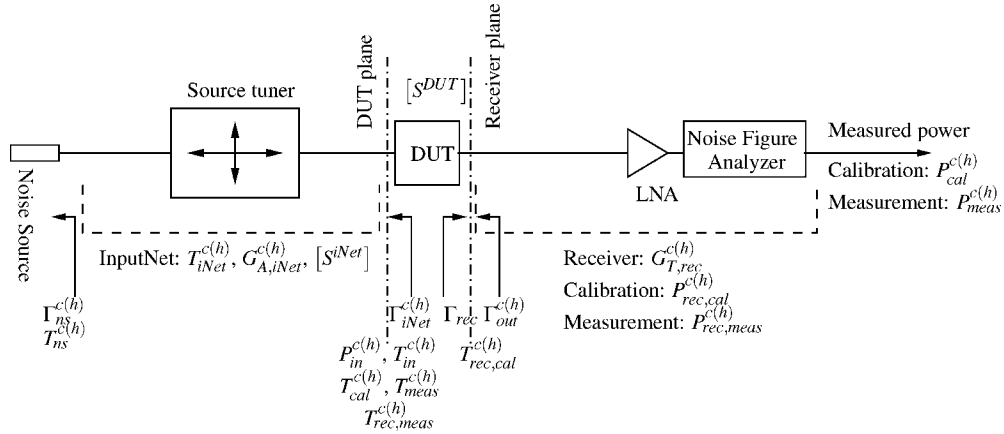 DUT plane
Receiver plane
[S^{DUT}]
Source tuner
Noise Source
DUT
LNA
Noise Figure
Analyzer
Measured power
Calibration: P_{cal}^{c(h)}
Measurement: P_{meas}^{c(h)}
InputNet: T_{iNet}^{c(h)}, G_{A,iNet}^{c(h)}, [S^{iNet}]
Receiver: G_{T,rec}^{c(h)}
Calibration: P_{rec,cal}^{c(h)}
Measurement: P_{rec,meas}^{c(h)}
Γ_{ns}^{c(h)}
T_{ns}^{c(h)}
Γ_{iNet}^{c(h)}
Γ_{rec}
Γ_{out}^{c(h)}
P_{in}^{c(h)}, T_{in}^{c(h)}
T_{rec,cal}^{c(h)}
T_{cal}^{c(h)}, T_{meas}^{c(h)}
T_{rec,meas}^{c(h)}